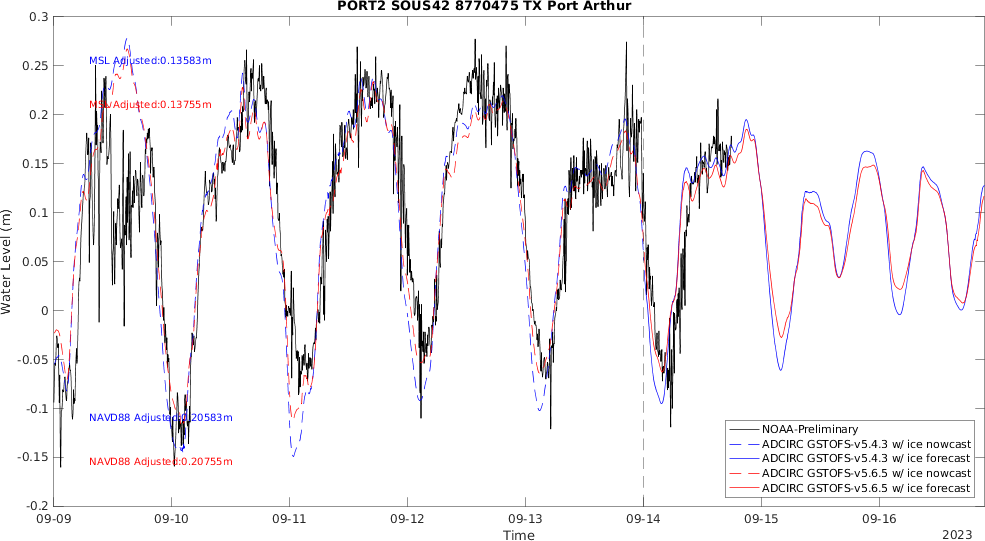 PORT2 SOUS42 8770475 TX Port Arthur
0.3
0.25
0.2
0.15
0.1
0.05
0
-0.05
-0.1
-0.15
-0.2
Water Level (m)
MSL Adjusted:0.13583m
MSL Adjusted:0.13755m
NAVD88 Adjusted:0.20583m
NAVD88 Adjusted:0.20755m
NOAA-Preliminary
ADCIRC GSTOFS-v5.4.3 w/ ice nowcast
ADCIRC GSTOFS-v5.4.3 w/ ice forecast
ADCIRC GSTOFS-v5.6.5 w/ ice nowcast
ADCIRC GSTOFS-v5.6.5 w/ ice forecast
09-09 09-10 09-11 09-12 09-13 09-14 09-15 09-16
Time
2023